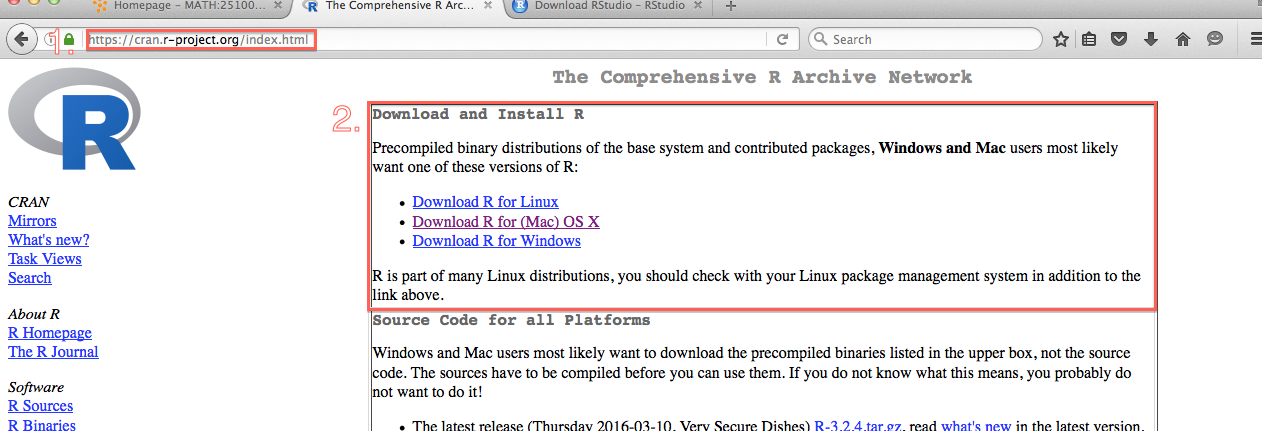 Homepage - MATH:25100...
The Comprehensive R Arc...
Download RStudio - RStudio
1.
https://cran.r-project.org/index.html
Search
R
The Comprehensive R Archive Network
2.
Download and Install R
Precompiled binary distributions of the base system and contributed packages, Windows and Mac users most likely
want one of these versions of R:
• Download R for Linux
• Download R for (Mac) OS X
• Download R for Windows
R is part of many Linux distributions, you should check with your Linux package management system in addition to the
link above.
CRAN
Mirrors
What's new?
Task Views
Search
About R
R Homepage
The R Journal
Software
R Sources
R Binaries
Source Code for all Platforms
Windows and Mac users most likely want to download the precompiled binaries listed in the upper box, not the source
code. The sources have to be compiled before you can use them. If you do not know what this means, you probably do
not want to do it!
• The latest release (Thursday 2016-03-10, Very Secure Dishes) R-3.2.4.tar.gz, read what's new in the latest version.